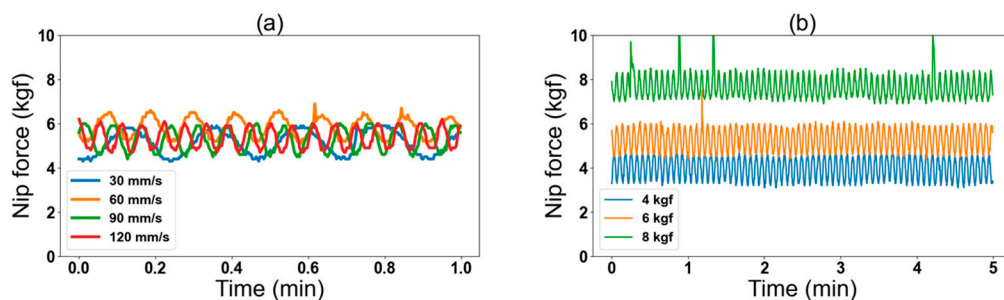 (a)
Nip force (kgf)
10
8
6
4
2
0
30 mm/s
60 mm/s
90 mm/s
120 mm/s
0.0 0.2 0.4 0.6 0.8 1.0
Time (min)
(b)
Nip force (kgf)
10
8
6
4
2
0
4 kgf
6 kgf
8 kgf
0 1 2 3 4 5
Time (min)